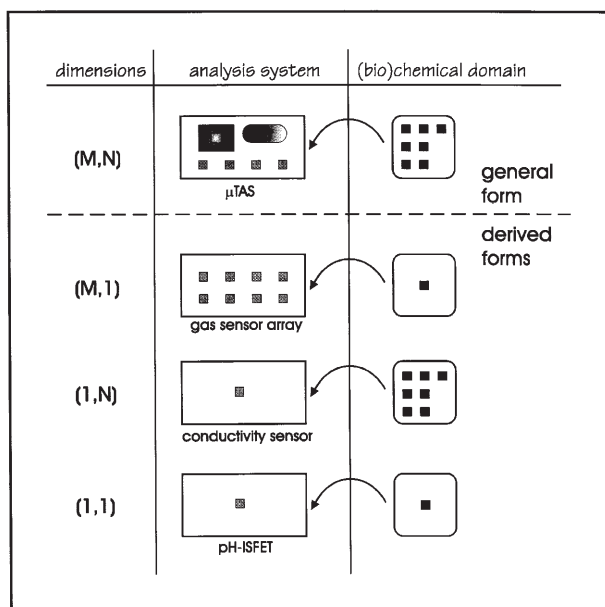 dimensions analysis system (bio)chemical domain
(M,N)
μTAS
general
form
derived
forms
(M,1)
gas sensor array
(1,N)
conductivity sensor
(1,1)
pH-ISFET